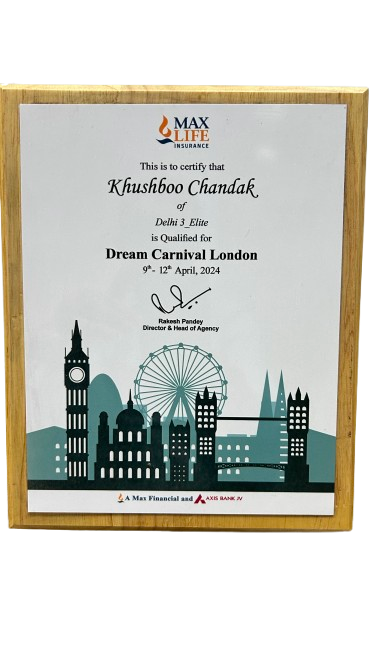 MAX
LIFE
INSURANCE
This is to certify that
Khushboo Chandak
of
Delhi 3_Elite
is Qualified for
Dream Carnival London
9th- 12th April, 2024
Rakesh Pandey
Director & Head of Agency
A Max Financial and AXIS BANK JV